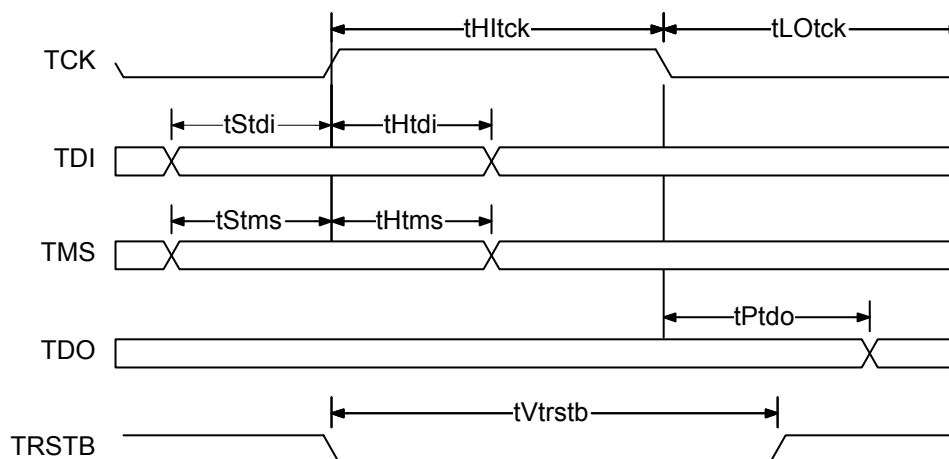 tHItck tLOtck
TCK
tStdi tHtdi
TDI
tStms tHtms
TMS
tPtdo
TDO
tVtrstb
TRSTB